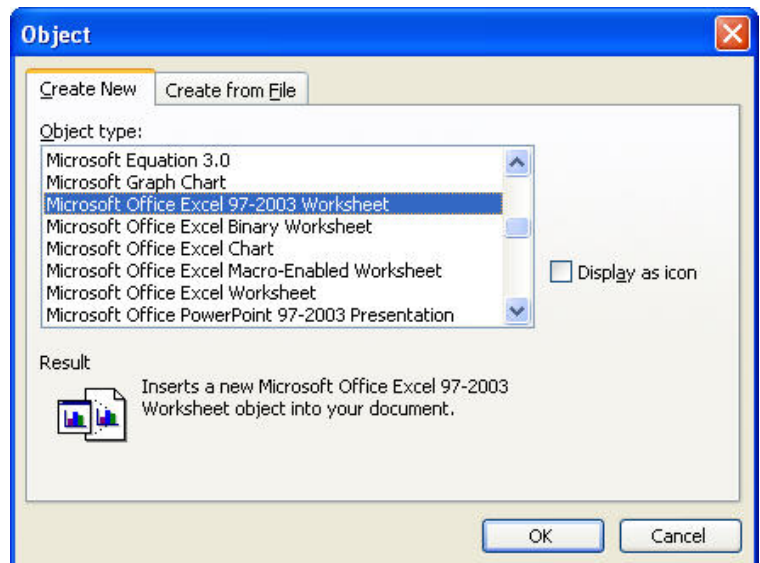 Object
Create New
Create from File
Object type:
Microsoft Equation 3.0
Microsoft Graph Chart
Microsoft Office Excel 97-2003 Worksheet
Microsoft Office Excel Binary Worksheet
Microsoft Office Excel Chart
Microsoft Office Excel Macro-Enabled Worksheet
Microsoft Office Excel Worksheet
Microsoft Office PowerPoint 97-2003 Presentation
Display as icon
Result
Inserts a new Microsoft Office Excel 97-2003
Worksheet object into your document.
OK
Cancel